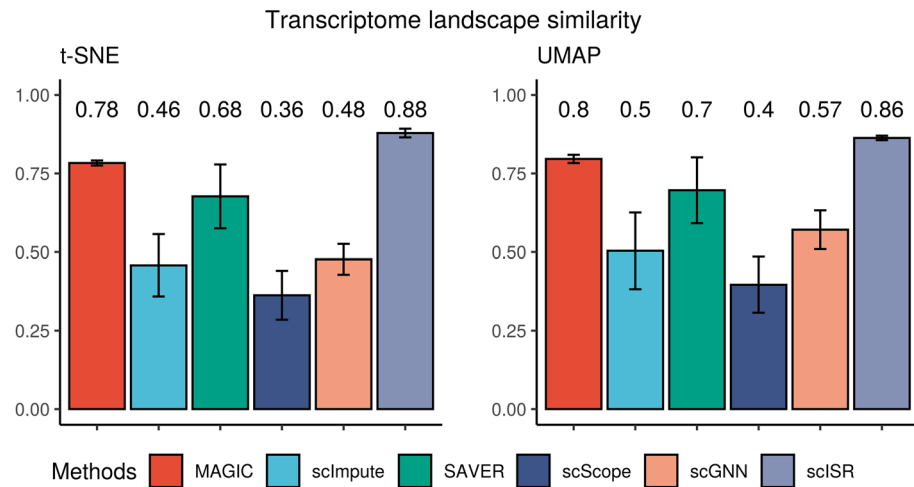 Transcriptome landscape similarity
t-SNE
1.00
0.75
0.50
0.25
0.00
0.78 0.46 0.68 0.36 0.48 0.88
UMAP
1.00
0.75
0.50
0.25
0.00
0.8 0.5 0.7 0.4 0.57 0.86
Methods MAGIC scImpute SAVER scScope scGNN scISR